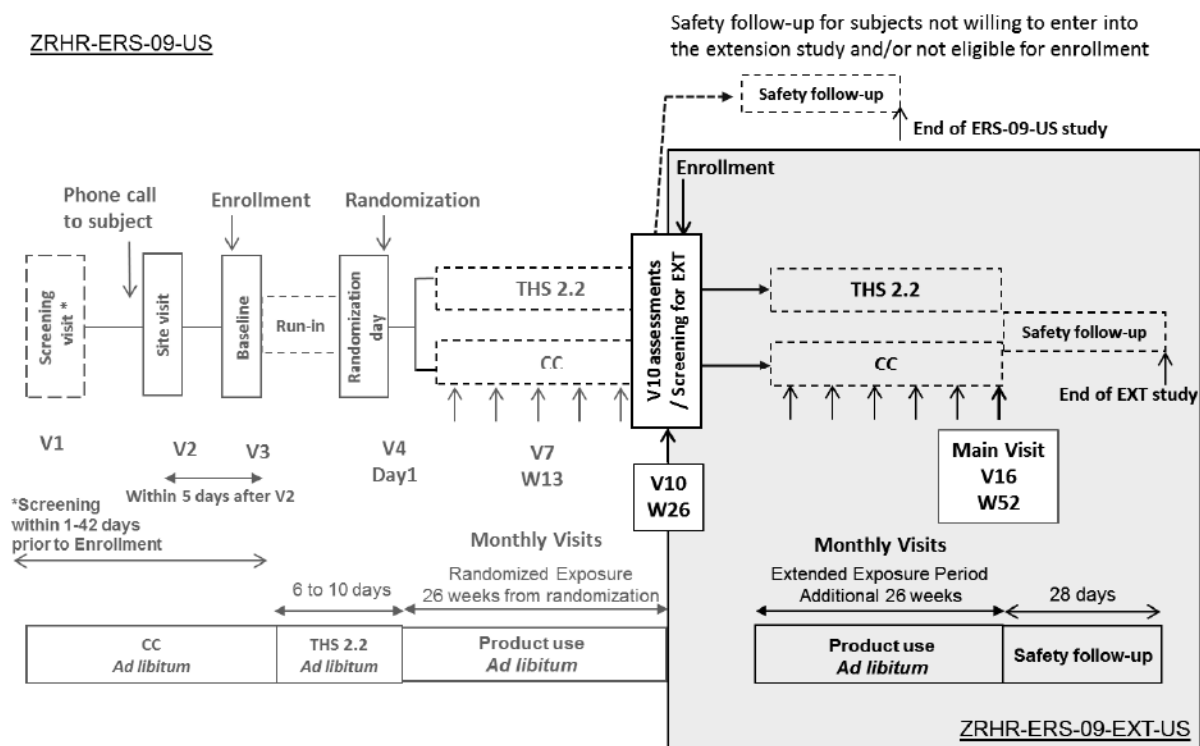 ZRHR-ERS-09-US
Safety follow-up for subjects not willing to enter into
the extension study and/or not eligible for enrollment
Safety follow-up
End of ERS-09-US study
Phone call
to subject
Enrollment
Randomization
Enrollment
Screening
visit *
Site visit
Baseline
Run-in
Randomization
day
THS 2.2
CC
V10 assessments
/ Screening for EXT
THS 2.2
CC
Safety follow-up
End of EXT study
V1
V2
V3
V4
Day1
V7
W13
V10
W26
Main Visit
V16
W52
Within 5 days after V2
*Screening
within 1-42 days
prior to Enrollment
Monthly Visits
Monthly Visits
6 to 10 days
Randomized Exposure
26 weeks from randomization
Extended Exposure Period
Additional 26 weeks
28 days
CC
Ad libitum
THS 2.2
Ad libitum
Product use
Ad libitum
Product use
Ad libitum
Safety follow-up
ZRHR-ERS-09-EXT-US